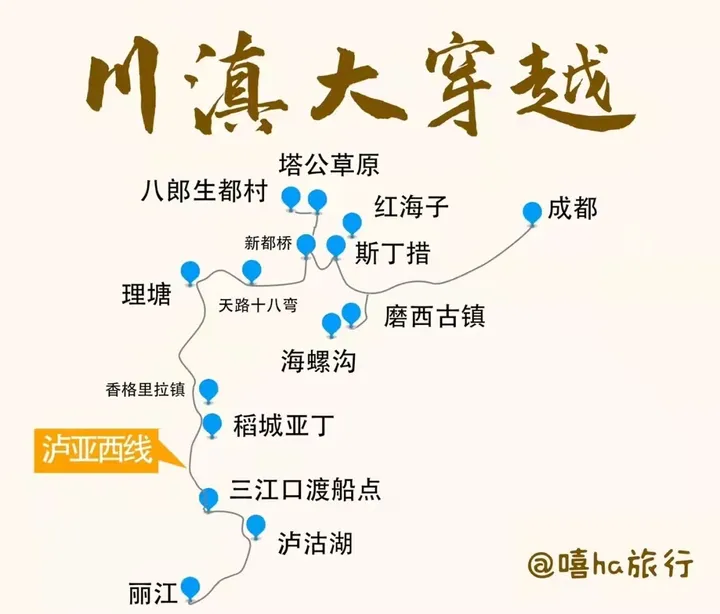 川滇大穿越
塔公草原
八郎生都村
红海子
成都
新都桥
斯丁措
理塘
天路十八弯
磨西古镇
海螺沟
香格里拉镇
稻城亚丁
泸亚西线
三江口渡船点
泸沽湖
@嘻ha旅行
丽江